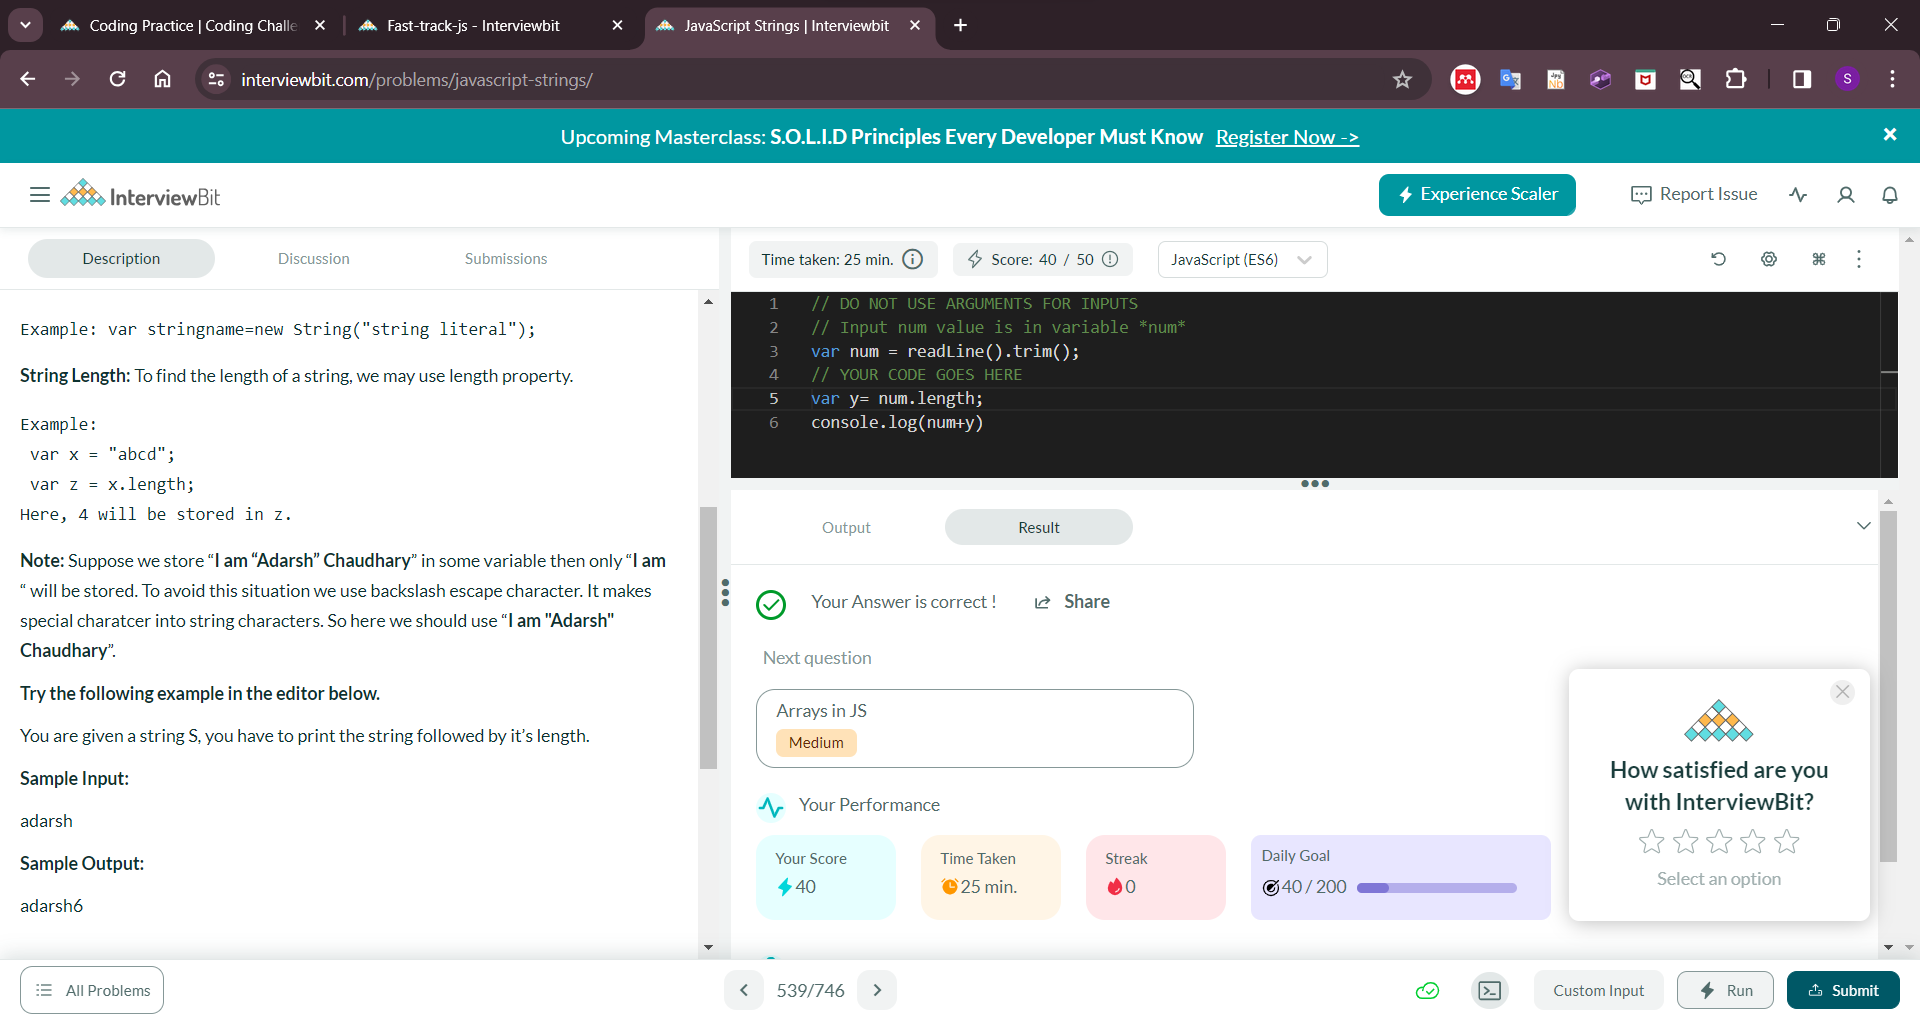 Coding Practice | Coding Challe
Fast-track-js - Interviewbit
JavaScript Strings | Interviewbit
interviewbit.com/problems/javascript-strings/
S
Upcoming Masterclass: S.O.L.I.D Principles Every Developer Must Know Register Now ->
InterviewBit
Experience Scaler
Report Issue
Description
Discussion
Submissions
Example: var stringname=new String("string literal");
String Length: To find the length of a string, we may use length property.
Example:
var x = "abcd";
var z = x.length;
Here, 4 will be stored in z.
Note: Suppose we store “I am “Adarsh” Chaudhary” in some variable then only “I am
“ will be stored. To avoid this situation we use backslash escape character. It makes
special charatcer into string characters. So here we should use “I am "Adarsh"
Chaudhary”.
Try the following example in the editor below.
You are given a string S, you have to print the string followed by it’s length.
Sample Input:
adarsh
Sample Output:
adarsh6
Time taken: 25 min.
Score: 40 / 50
JavaScript (ES6)
1 // DO NOT USE ARGUMENTS FOR INPUTS
2 // Input num value is in variable *num*
3 var num = readLine().trim();
4 // YOUR CODE GOES HERE
5 var y= num.length;
6 console.log(num+y)
Output
Result
Your Answer is correct !
Share
Next question
Arrays in JS
Medium
Your Performance
Your Score
40
Time Taken
25 min.
Streak
0
Daily Goal
40 / 200
How satisfied are you
with InterviewBit?
Select an option
All Problems
539/746
Custom Input
Run
Submit